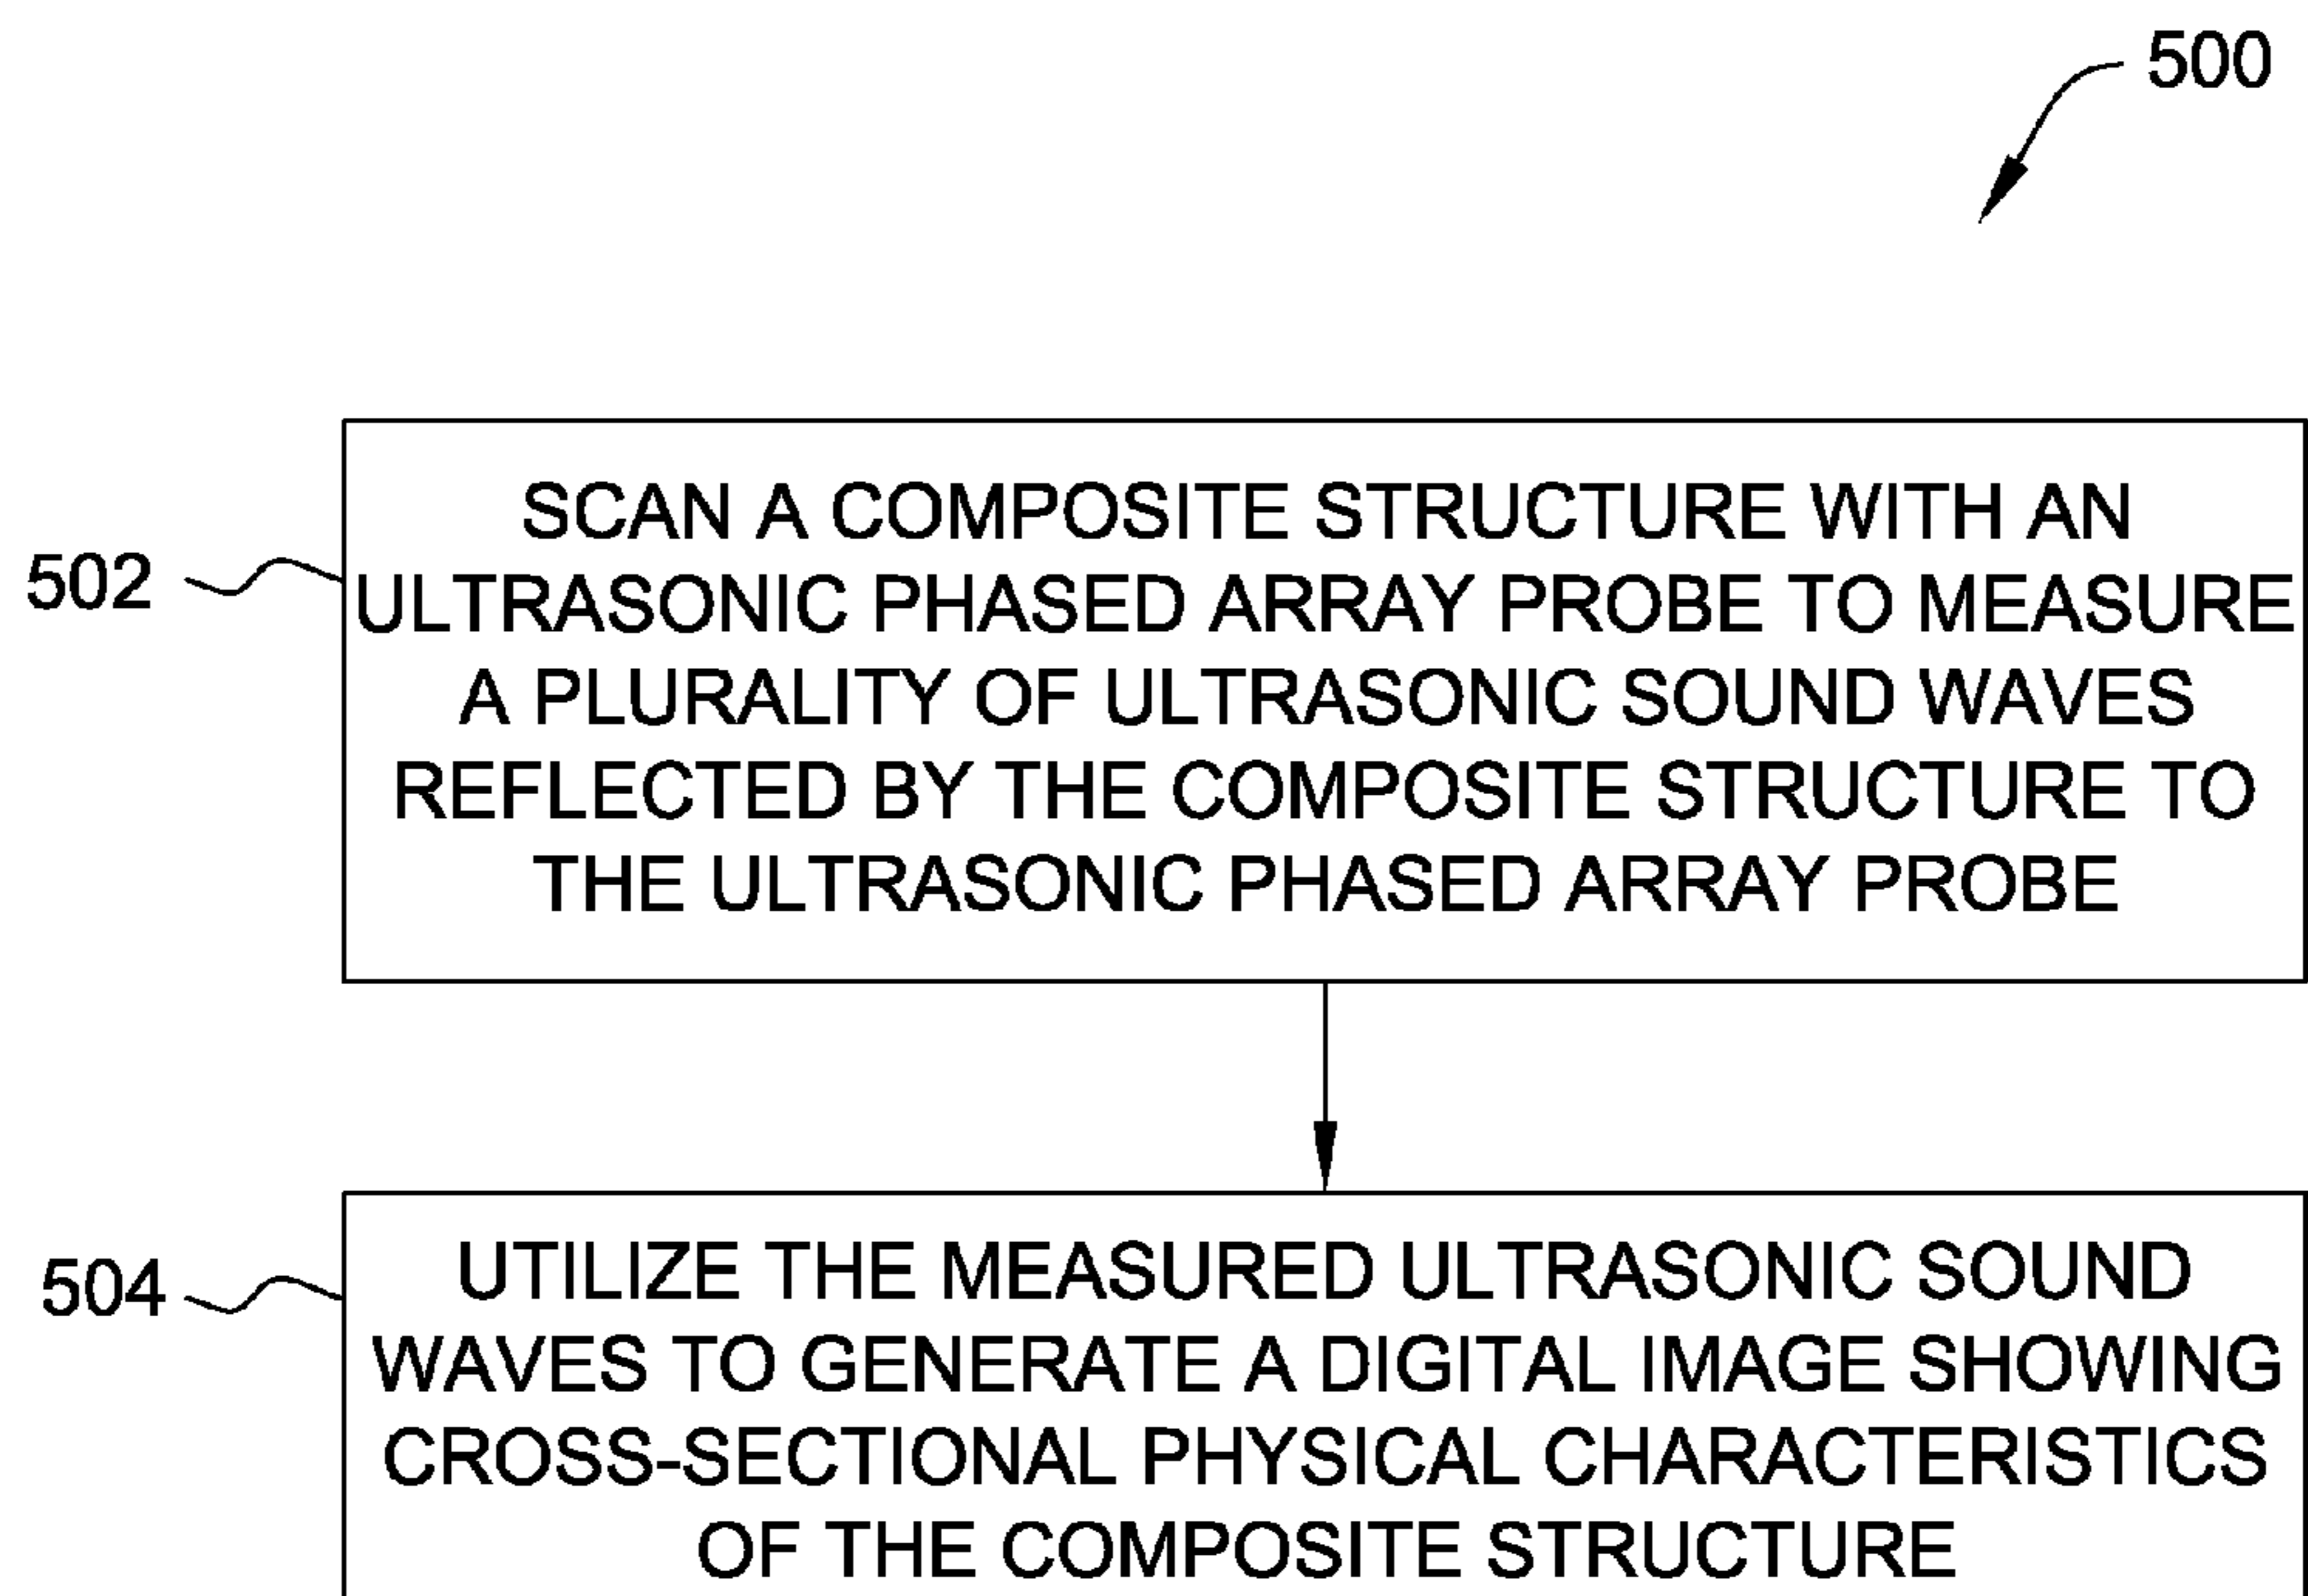 500
502
SCAN A COMPOSITE STRUCTURE WITH AN
ULTRASONIC PHASED ARRAY PROBE TO MEASURE
A PLURALITY OF ULTRASONIC SOUND WAVES
REFLECTED BY THE COMPOSITE STRUCTURE TO
THE ULTRASONIC PHASED ARRAY PROBE
504
UTILIZE THE MEASURED ULTRASONIC SOUND
WAVES TO GENERATE A DIGITAL IMAGE SHOWING
CROSS-SECTIONAL PHYSICAL CHARACTERISTICS
OF THE COMPOSITE STRUCTURE